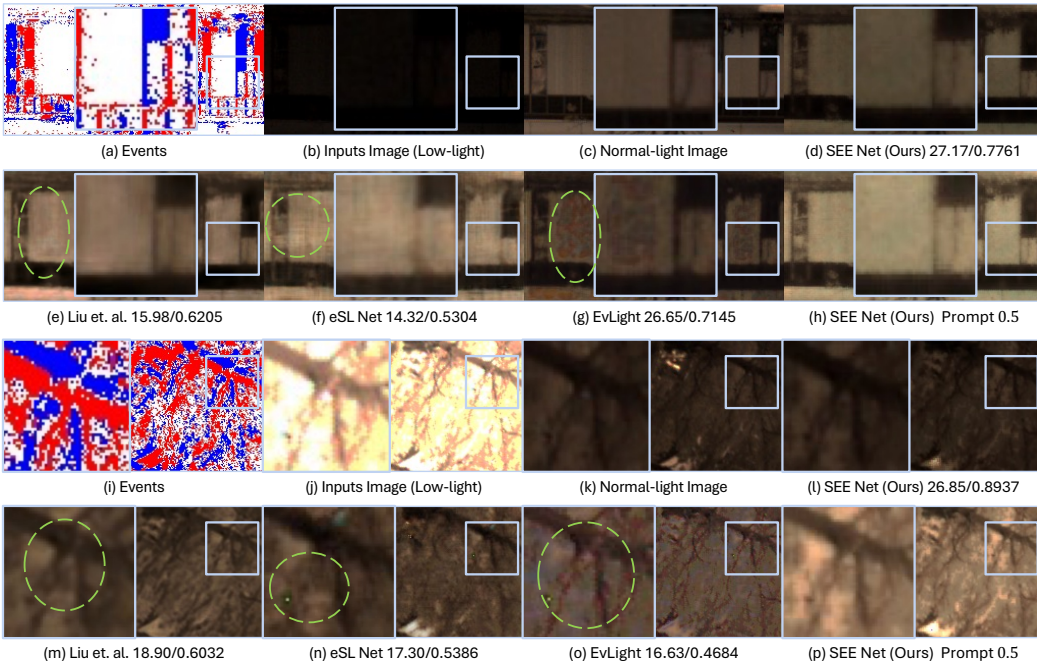 (a) Events
(b) Inputs Image (Low-light)
(c) Normal-light Image
(d) SEE Net (Ours) 27.17/0.7761
(e) Liu et. al. 15.98/0.6205
(f) eSL Net 14.32/0.5304
(g) EvLight 26.65/0.7145
(h) SEE Net (Ours) Prompt 0.5
(i) Events
(j) Inputs Image (Low-light)
(k) Normal-light Image
(l) SEE Net (Ours) 26.85/0.8937
(m) Liu et. al. 18.90/0.6032
(n) eSL Net 17.30/0.5386
(o) EvLight 16.63/0.4684
(p) SEE Net (Ours) Prompt 0.5